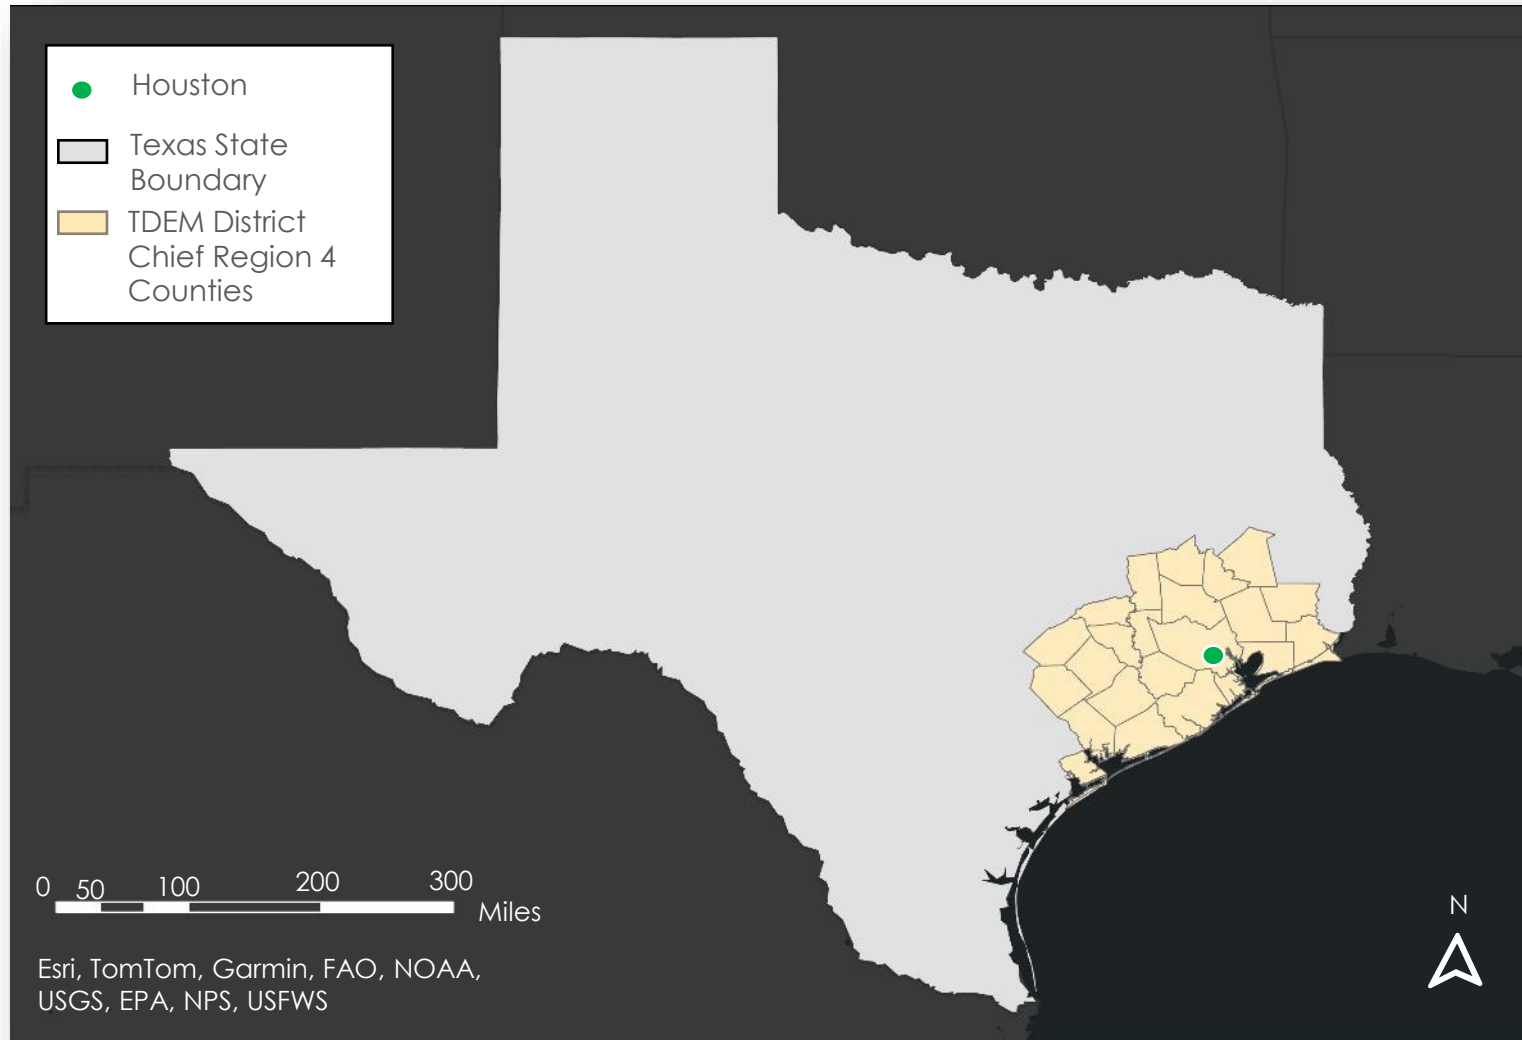 Houston
Texas State
Boundary
TDEM District
Chief Region 4
Counties
0 50 100 200 300
Miles
Esri, TomTom, Garmin, FAO, NOAA,
USGS, EPA, NPS, USFWS
N